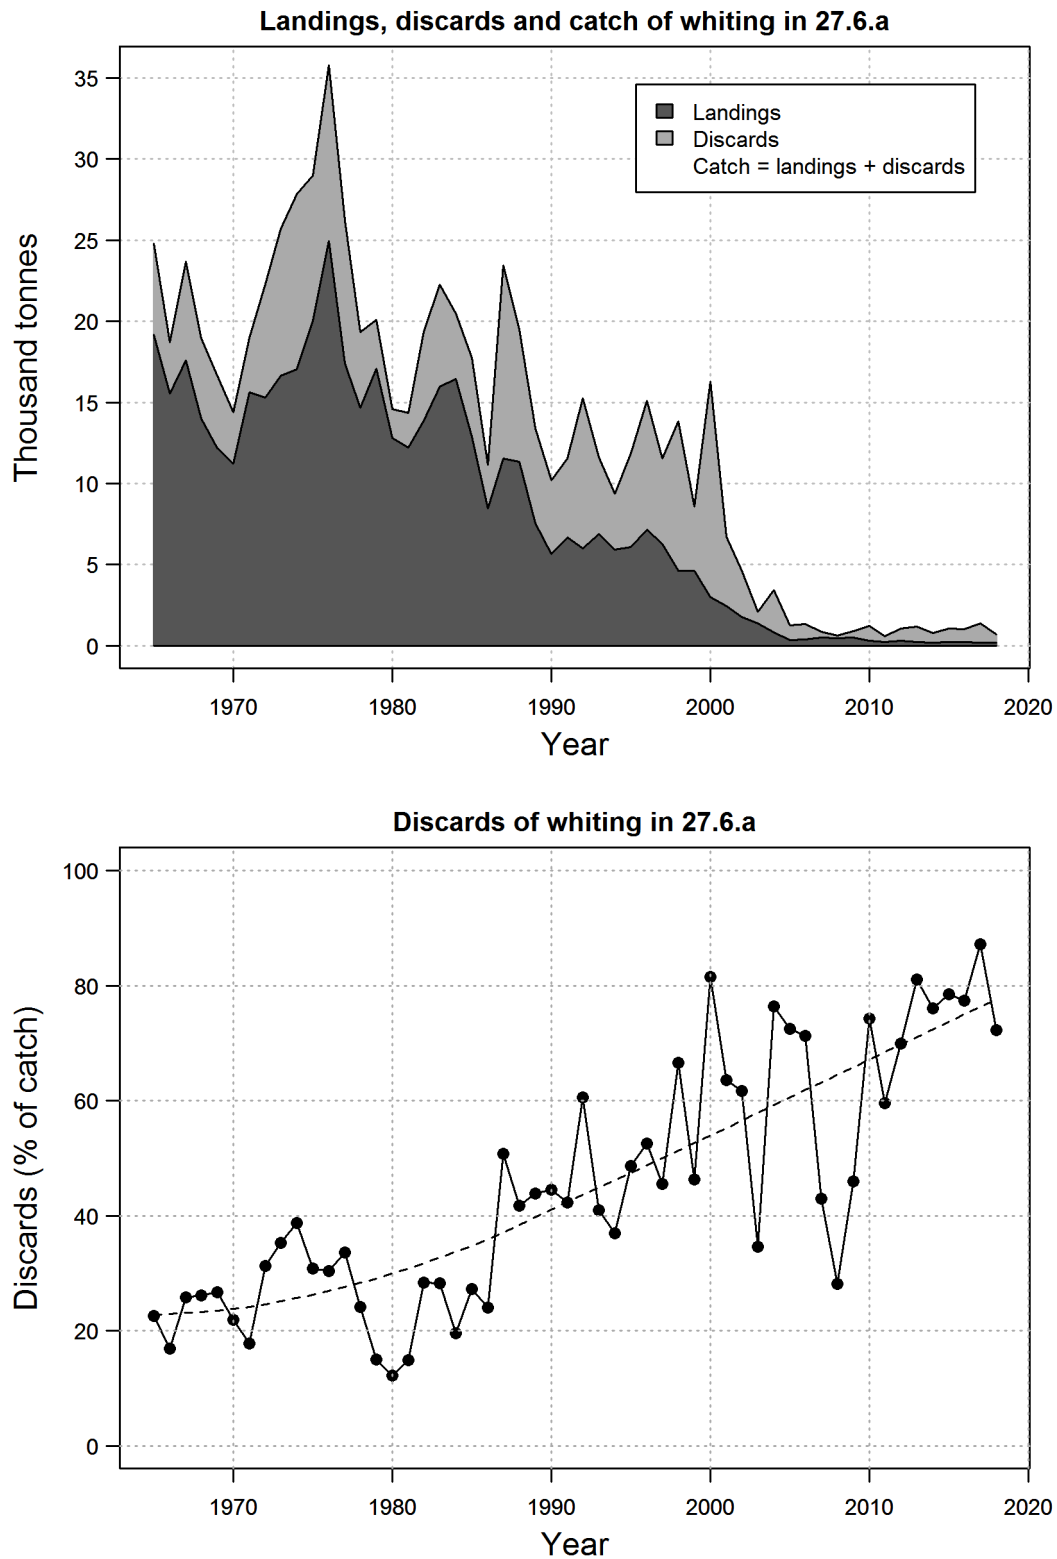 Landings, discards and catch of whiting in 27.6.a
Thousand tonnes
35
30
25
20
15
10
5
0
Landings
Discards
Catch = landings + discards
1970 1980 1990 2000 2010 2020
Year
Discards of whiting in 27.6.a
Discards (% of catch)
100
80
60
40
20
0
1970 1980 1990 2000 2010 2020
Year